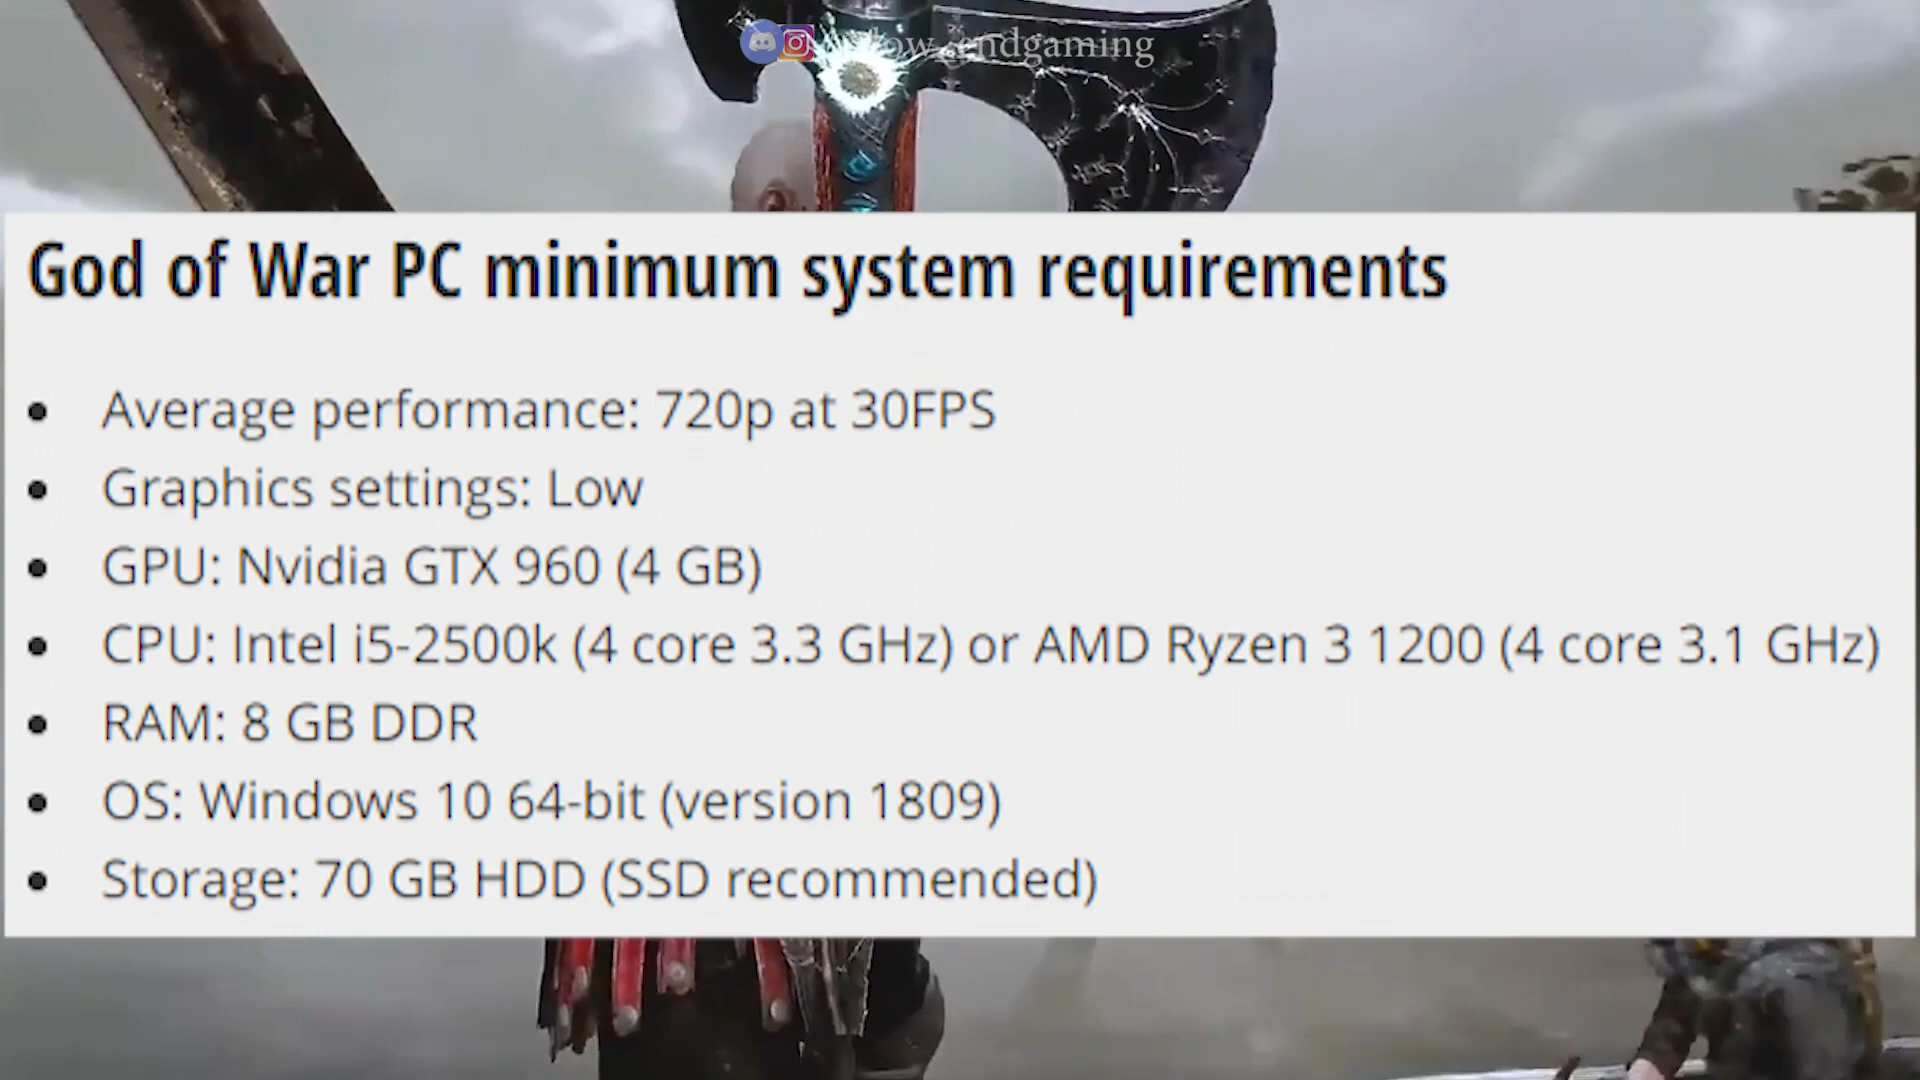 low_endgaming
God of War PC minimum system requirements
• Average performance: 720p at 30FPS
• Graphics settings: Low
• GPU: Nvidia GTX 960 (4 GB)
• CPU: Intel i5-2500k (4 core 3.3 GHz) or AMD Ryzen 3 1200 (4 core 3.1 GHz)
• RAM: 8 GB DDR
• OS: Windows 10 64-bit (version 1809)
• Storage: 70 GB HDD (SSD recommended)